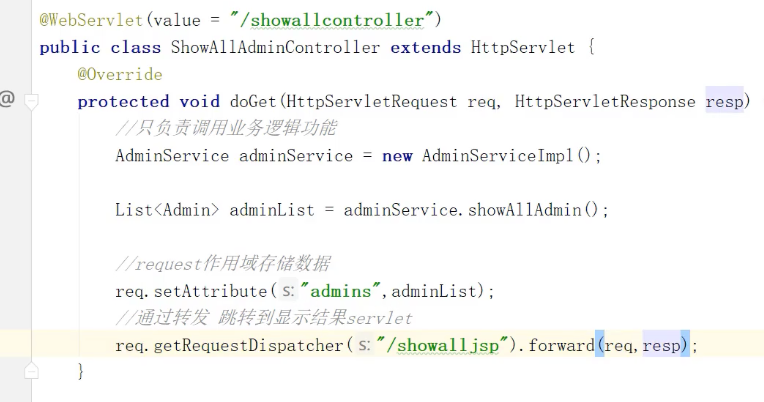 @WebServlet(value = "/showallcontroller")
public class ShowAllAdminController extends HttpServlet {
@Override
@ protected void doGet(HttpServletRequest req, HttpServletResponse resp)
//只负责调用业务逻辑功能
AdminService adminService = new AdminServiceImpl();
List<Admin> adminList = adminService.showAllAdmin();
//request作用域存储数据
req.setAttribute( s: "admins",adminList);
//通过转发 跳转到显示结果servlet
req.getRequestDispatcher( s: "/showalljsp").forward(req,resp);
}